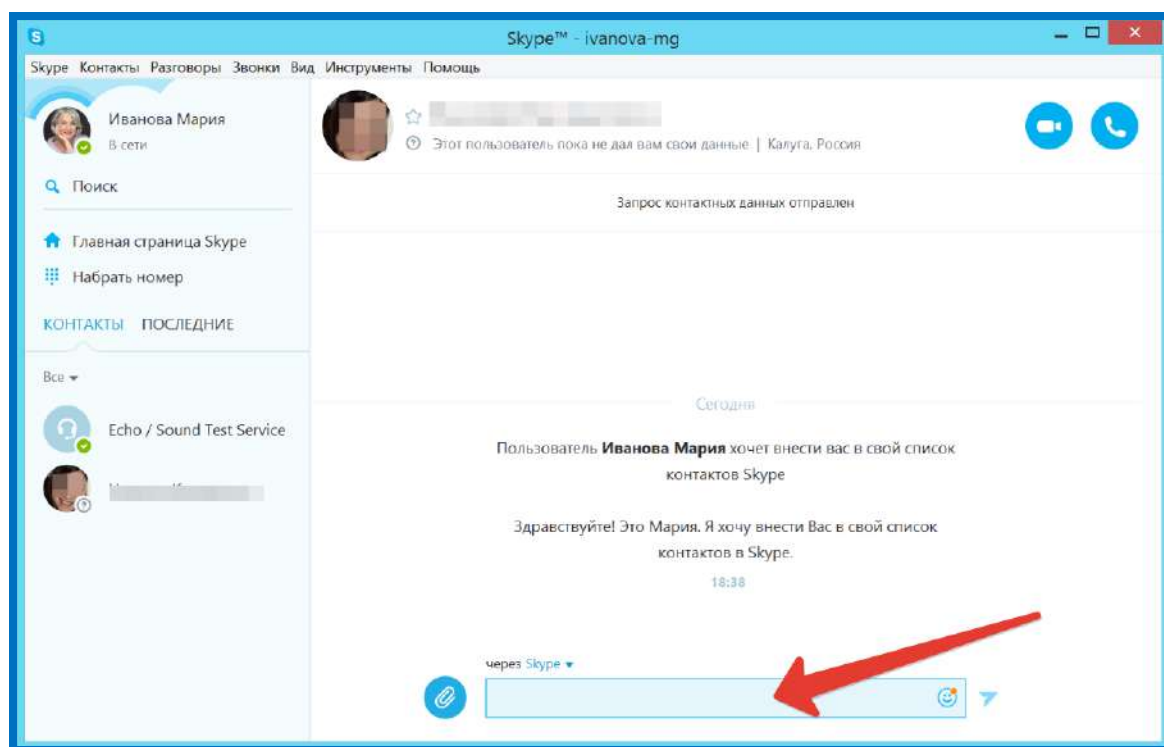 Skype™ - ivanova-mg
Skype Контакты Разговоры Звонки Вид Инструменты Помощь
Иванова Мария
В сети
Этот пользователь пока не дал вам свои данные | Калуга, Россия
Поиск
Запрос контактных данных отправлен
Главная страница Skype
Набрать номер
КОНТАКТЫ ПОСЛЕДНИЕ
Все
Сегодня
Echo / Sound Test Service
Пользователь Иванова Мария хочет внести вас в свой список
контактов Skype
Здравствуйте! Это Мария. Я хочу внести Вас в свой список
контактов в Skype.
18:38
через Skype